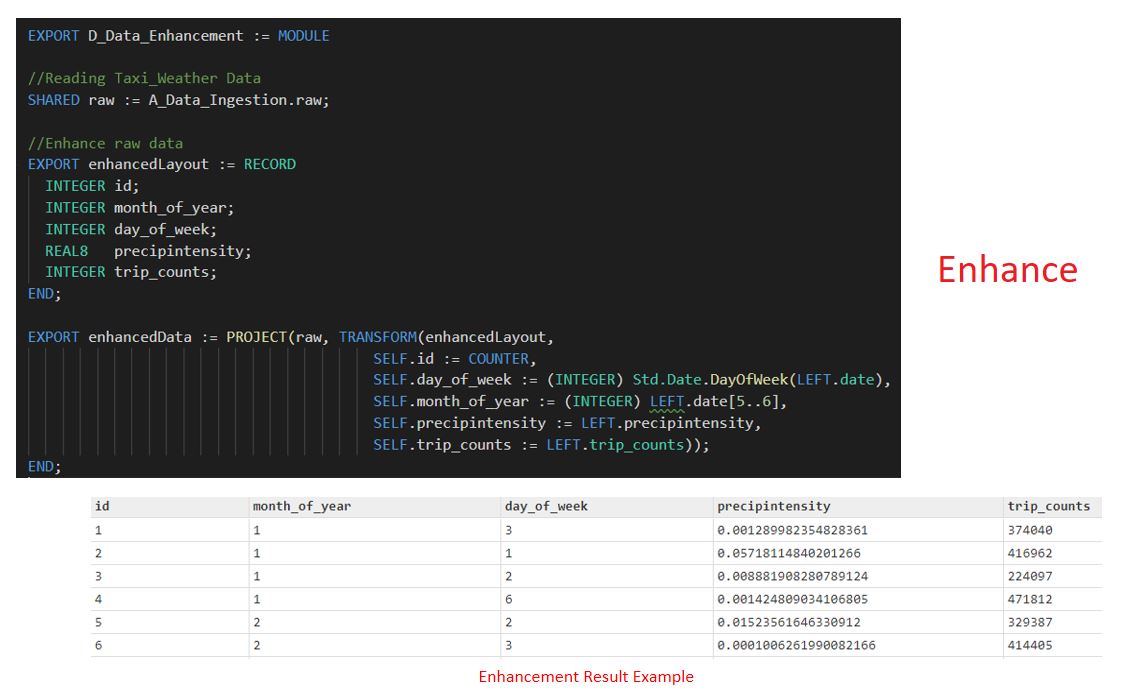 EXPORT D_Data_Enhancement := MODULE
//Reading Taxi_Weather Data
SHARED raw := A_Data_Ingestion.raw;
//Enhance raw data
EXPORT enhancedLayout := RECORD
INTEGER id;
INTEGER month_of_year;
INTEGER day_of_week;
REAL8 precipintensity;
INTEGER trip_counts;
END;
EXPORT enhancedData := PROJECT(raw, TRANSFORM(enhancedLayout,
SELF.id := COUNTER,
SELF.day_of_week := (INTEGER) Std.Date.DayOfWeek(LEFT.date),
SELF.month_of_year := (INTEGER) LEFT.date[5..6],
SELF.precipintensity := LEFT.precipintensity,
SELF.trip_counts := LEFT.trip_counts));
END;
Enhance
id month_of_year day_of_week precipintensity trip_counts
1 1 3 0.001289982354828361 374040
2 1 1 0.05718114840201266 416962
3 1 2 0.008881908280789124 224097
4 1 6 0.001424809034106805 471812
5 2 2 0.01523561646330912 329387
6 2 3 0.0001006261990082166 414405
Enhancement Result Example